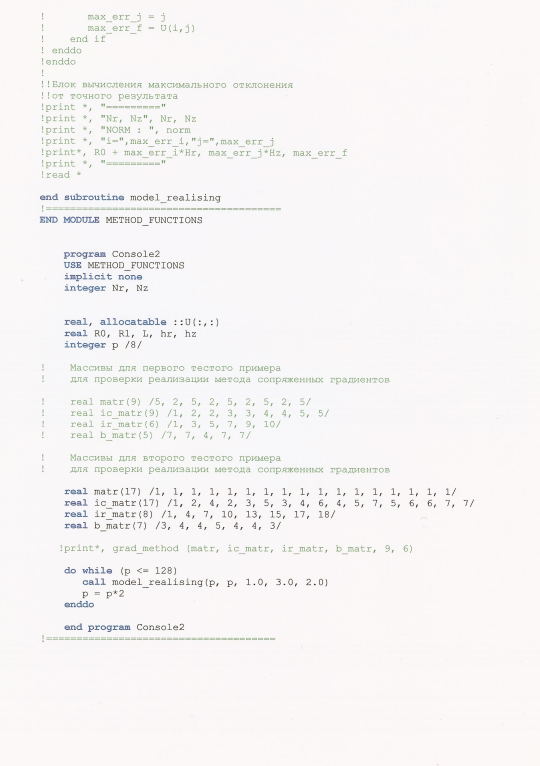 !       max_err_j = j
!       max_err_f = U(i,j)
!    end if
! enddo
!enddo
!
!!Блок вычисления максимального отклонения
!!от точного результата
!print *, "========="
!print *, "Nr, Nz", Nr, Nz
!print *, "NORM : ", norm
!print *, "i=",max_err_i,"j=",max_err_j
!print*, R0 + max_err_i*Hr, max_err_j*Hz, max_err_f
!print *, "========="
!read *
end subroutine model_realising
!=======================================
END MODULE METHOD_FUNCTIONS
program Console2
USE METHOD_FUNCTIONS
implicit none
integer Nr, Nz
real, allocatable ::U(:,:)
real R0, R1, L, hr, hz
integer p /8/
!    Массивы для первого тестого примера
!    для проверки реализации метода сопряженных градиентов
!    real matr(9) /5, 2, 5, 2, 5, 2, 5, 2, 5/
!    real ic_matr(9) /1, 2, 2, 3, 3, 4, 4, 5, 5/
!    real ir_matr(6) /1, 3, 5, 7, 9, 10/
!    real b_matr(5) /7, 7, 4, 7, 7/
!    Массивы для второго тестого примера
!    для проверки реализации метода сопряженных градиентов
real matr(17) /1, 1, 1, 1, 1, 1, 1, 1, 1, 1, 1, 1, 1, 1, 1, 1, 1/
real ic_matr(17) /1, 2, 4, 2, 3, 5, 3, 4, 6, 4, 5, 7, 5, 6, 6, 7, 7/
real ir_matr(8) /1, 4, 7, 10, 13, 15, 17, 18/
real b_matr(7) /3, 4, 4, 5, 4, 4, 3/
!print*, grad_method (matr, ic_matr, ir_matr, b_matr, 9, 6)
do while (p <= 128)
call model_realising(p, p, 1.0, 3.0, 2.0)
p = p*2
enddo
end program Console2
!======================================